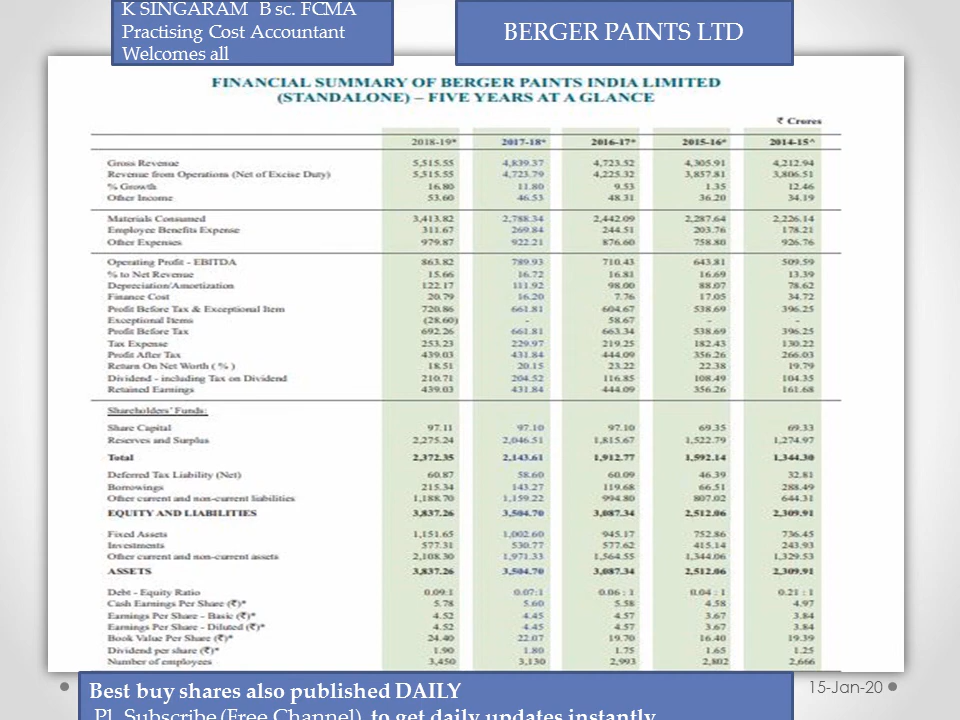 K SINGARAM B sc. FCMA
Practising Cost Accountant
Welcomes all
BERGER PAINTS LTD
FINANCIAL SUMMARY OF BERGER PAINTS INDIA LIMITED
(STANDALONE) – FIVE YEARS AT A GLANCE
₹ Crores
2018-19* 2017-18* 2016-17* 2015-16* 2014-15^
Gross Revenue 5,515.55 4,839.37 4,723.52 4,305.91 4,212.94
Revenue from Operations (Net of Excise Duty) 5,515.55 4,723.79 4,225.32 3,857.81 3,806.51
% Growth 16.80 11.80 9.53 1.35 12.46
Other Income 53.60 46.53 48.31 36.20 34.19
Materials Consumed 3,413.82 2,788.34 2,442.09 2,287.64 2,226.14
Employee Benefits Expense 311.67 269.84 244.51 203.76 178.21
Other Expenses 979.87 922.21 876.60 758.80 926.76
Operating Profit - EBITDA 863.82 789.93 710.43 643.81 509.59
% to Net Revenue 15.66 16.72 16.81 16.69 13.39
Depreciation/Amortization 122.17 111.92 98.00 88.07 78.62
Finance Cost 20.79 16.20 7.76 17.05 34.72
Profit Before Tax & Exceptional Item 720.86 661.81 604.67 538.69 396.25
Exceptional Items (28.60) - 58.67 - -
Profit Before Tax 692.26 661.81 663.34 538.69 396.25
Tax Expense 253.23 229.97 219.25 182.43 130.22
Profit After Tax 439.03 431.84 444.09 356.26 266.03
Return On Net Worth ( % ) 18.51 20.15 23.22 22.38 19.79
Dividend - including Tax on Dividend 210.71 204.52 116.85 108.49 104.35
Retained Earnings 439.03 431.84 444.09 356.26 161.68
Shareholders' Funds:
Share Capital 97.11 97.10 97.10 69.35 69.33
Reserves and Surplus 2,275.24 2,046.51 1,815.67 1,522.79 1,274.97
Total 2,372.35 2,143.61 1,912.77 1,592.14 1,344.30
Deferred Tax Liability (Net) 60.87 58.60 60.09 46.39 32.81
Borrowings 215.34 143.27 119.68 66.51 288.49
Other current and non-current liabilities 1,188.70 1,159.22 994.80 807.02 644.31
EQUITY AND LIABILITIES 3,837.26 3,504.70 3,087.34 2,512.06 2,309.91
Fixed Assets 1,151.65 1,002.60 945.17 752.86 736.45
Investments 577.31 530.77 577.62 415.14 243.93
Other current and non-current assets 2,108.30 1,971.33 1,564.55 1,344.06 1,329.53
ASSETS 3,837.26 3,504.70 3,087.34 2,512.06 2,309.91
Debt - Equity Ratio 0.09:1 0.07:1 0.06 : 1 0.04 : 1 0.21 : 1
Cash Earnings Per Share (₹)* 5.78 5.60 5.58 4.58 4.97
Earnings Per Share - Basic (₹)* 4.52 4.45 4.57 3.67 3.84
Earnings Per Share - Diluted (₹)* 4.52 4.45 4.57 3.67 3.84
Book Value Per Share (₹)* 24.40 22.07 19.70 16.40 19.39
Dividend per share (₹)* 1.90 1.80 1.75 1.65 1.25
Number of employees 3,450 3,130 2,993 2,802 2,666
15-Jan-20
Best buy shares also published DAILY
Pl. Subscribe (Free Channel) to get daily updates instantly